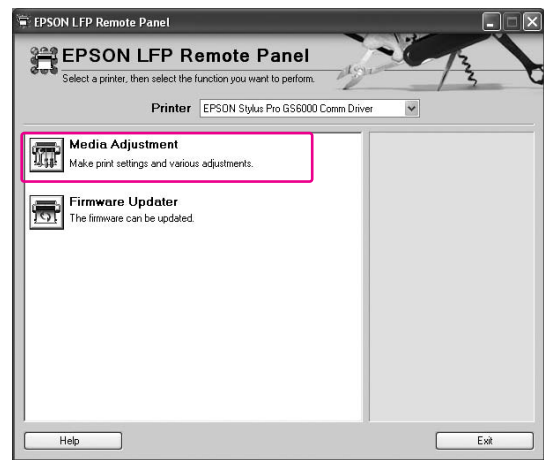 EPSON LFP Remote Panel
EPSON LFP Remote Panel
Select a printer, then select the function you want to perform.
Printer EPSON Stylus Pro GS6000 Comm Driver
Media Adjustment
Make print settings and various adjustments.
Firmware Updater
The firmware can be updated.
Help Exit